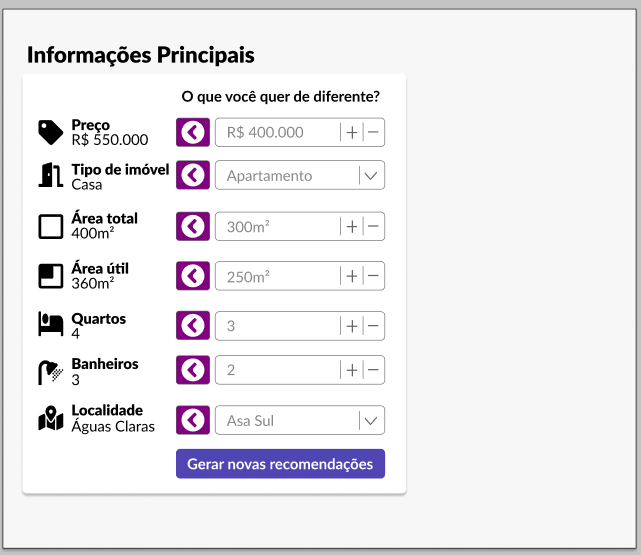 Informações Principais
O que você quer de diferente?
Preço
R$ 550.000
R$ 400.000
Tipo de imóvel
Casa
Apartamento
Área total
400m²
300m²
Área útil
360m²
250m²
Quartos
4
3
Banheiros
3
2
Localidade
Águas Claras
Asa Sul
Gerar novas recomendações